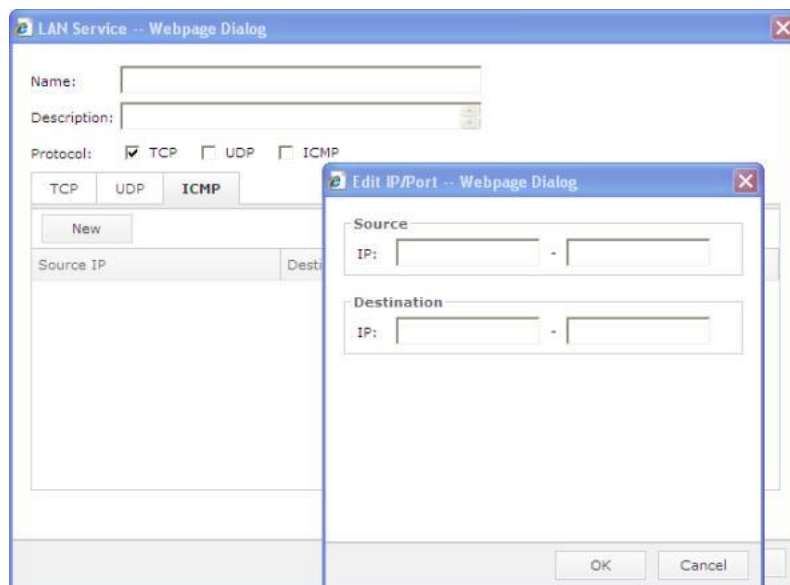 LAN Service -- Webpage Dialog
Name:
Description:
Protocol: TCP UDP ICMP
TCP UDP ICMP
New
Source IP
Edit IP/Port -- Webpage Dialog
Source
IP: -
Destination
IP: -
OK Cancel